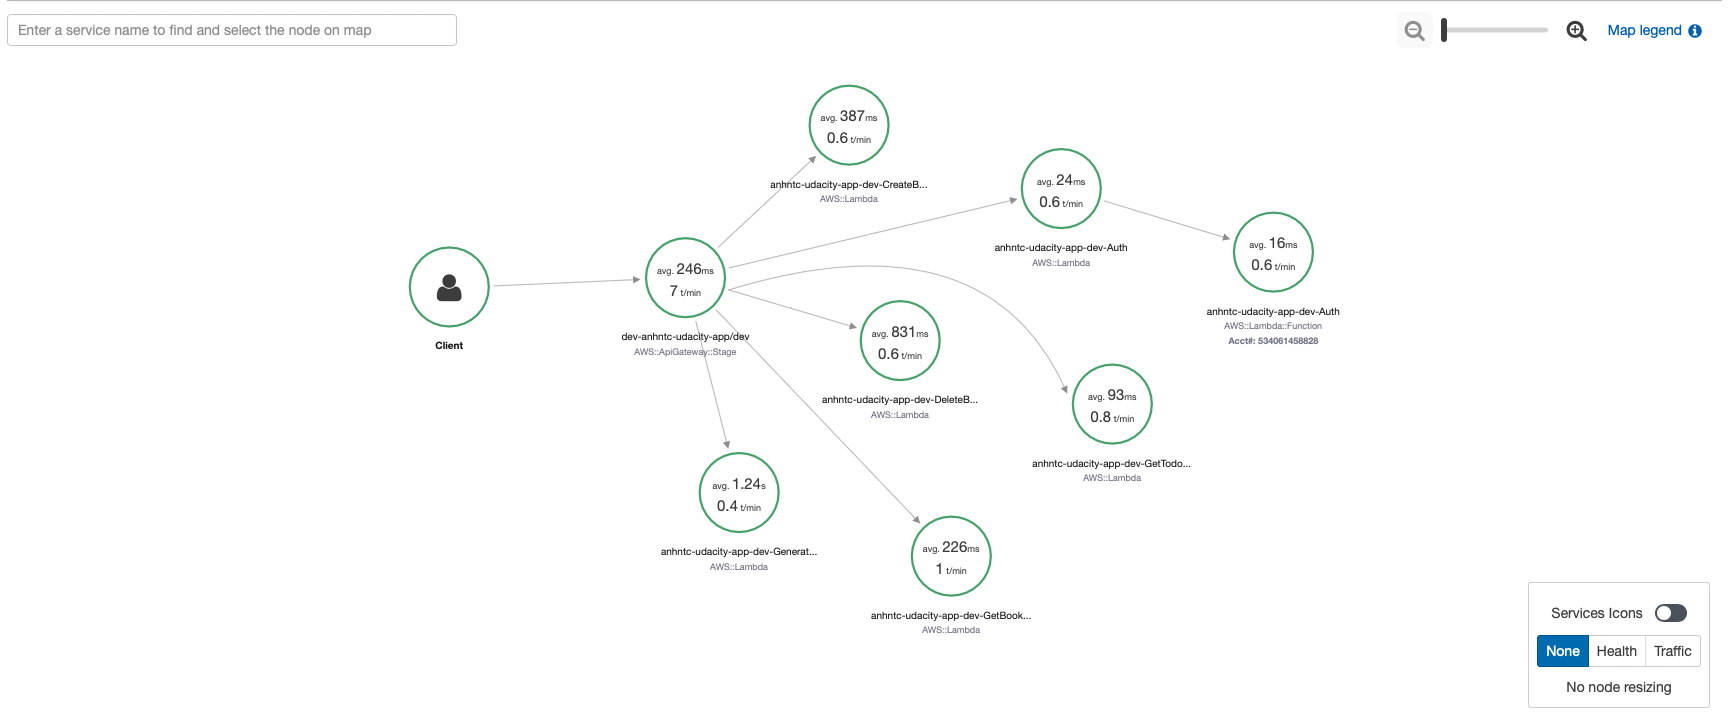 Enter a service name to find and select the node on map
Map legend
avg. 387ms
0.6 t/min
anhntc-udacity-app-dev-CreateB...
AWS::Lambda
avg. 24ms
0.6 t/min
anhntc-udacity-app-dev-Auth
AWS::Lambda
avg. 16ms
0.6 t/min
anhntc-udacity-app-dev-Auth
AWS::Lambda::Function
Acct#: 534061458828
Client
avg. 246ms
7 t/min
dev-anhntc-udacity-app/dev
AWS::ApiGateway::Stage
avg. 831ms
0.6 t/min
anhntc-udacity-app-dev-DeleteB...
AWS::Lambda
avg. 93ms
0.8 t/min
anhntc-udacity-app-dev-GetTodo...
AWS::Lambda
avg. 1.24s
0.4 t/min
anhntc-udacity-app-dev-Generat...
AWS::Lambda
avg. 226ms
1 t/min
anhntc-udacity-app-dev-GetBook...
AWS::Lambda
Services Icons
None Health Traffic
No node resizing